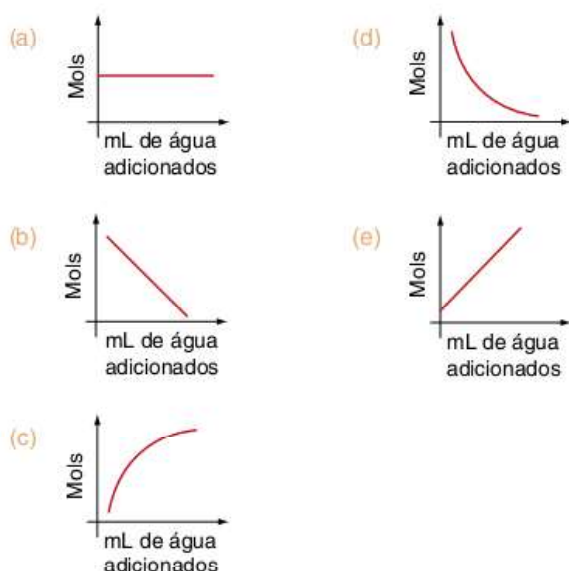 (a)
Mols
mL de água
adicionados
(d)
Mols
mL de água
adicionados
(b)
Mols
mL de água
adicionados
(e)
Mols
mL de água
adicionados
(c)
Mols
mL de água
adicionados